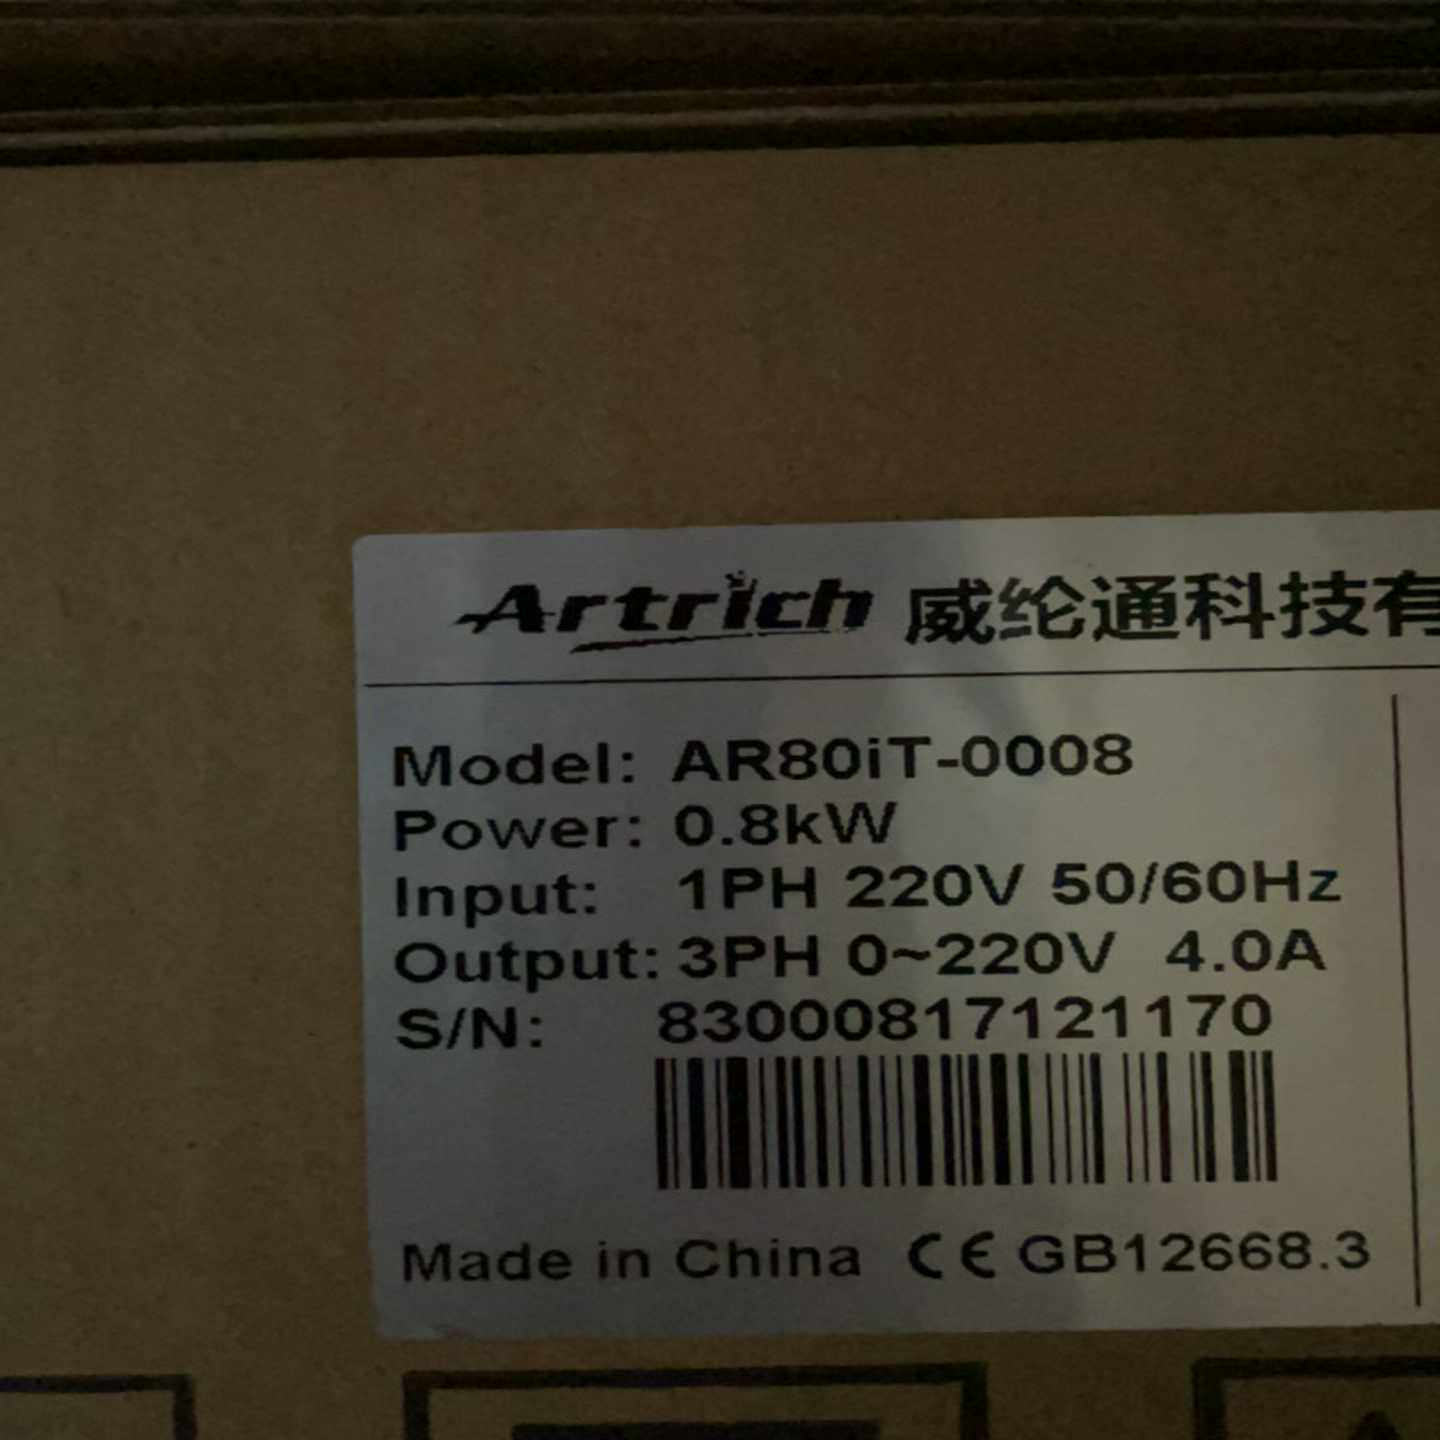 Artrich 威纶通科技有
Model: AR80iT-0008
Power: 0.8kW
Input: 1PH 220V 50/60Hz
Output: 3PH 0~220V 4.0A
S/N: 83000817121170
Made in China CE GB12668.3